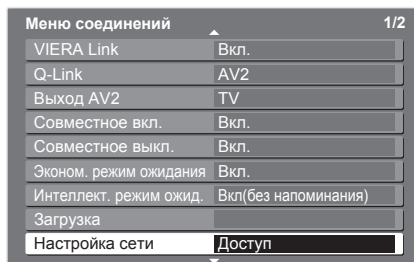 Меню соединений 1/2
VIERA Link Вкл.
Q-Link AV2
Выход AV2 TV
Совместное вкл. Вкл.
Совместное выкл. Вкл.
Эконом. режим ожидания Вкл.
Интеллект. режим ожид. Вкл(без напоминания)
Загрузка
Настройка сети Доступ